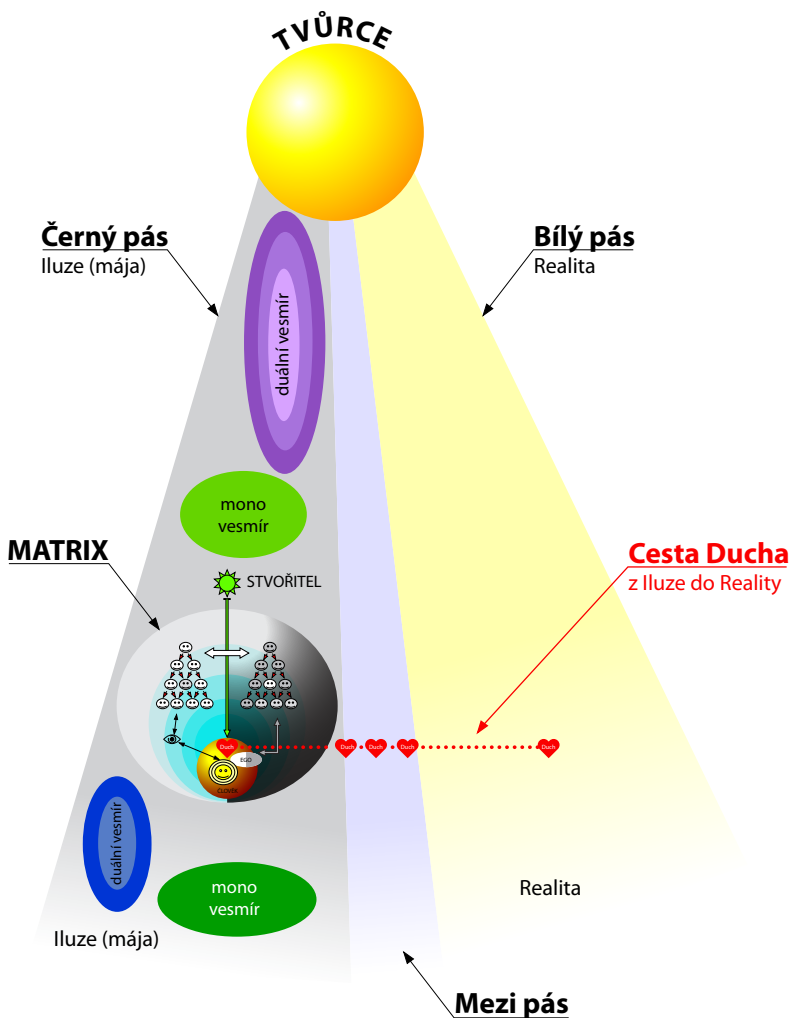 TVŮRCE
Černý pás
Iluze (mája)
Bílý pás
Realita
duální vesmír
mono
vesmír
MATRIX
STVOŘITEL
Cesta Ducha
z Iluze do Reality
Duch
Duch
Duch
Duch
Duch
EGO
ČLOVĚK
duální vesmír
mono
vesmír
Realita
Iluze (mája)
Mezi pás